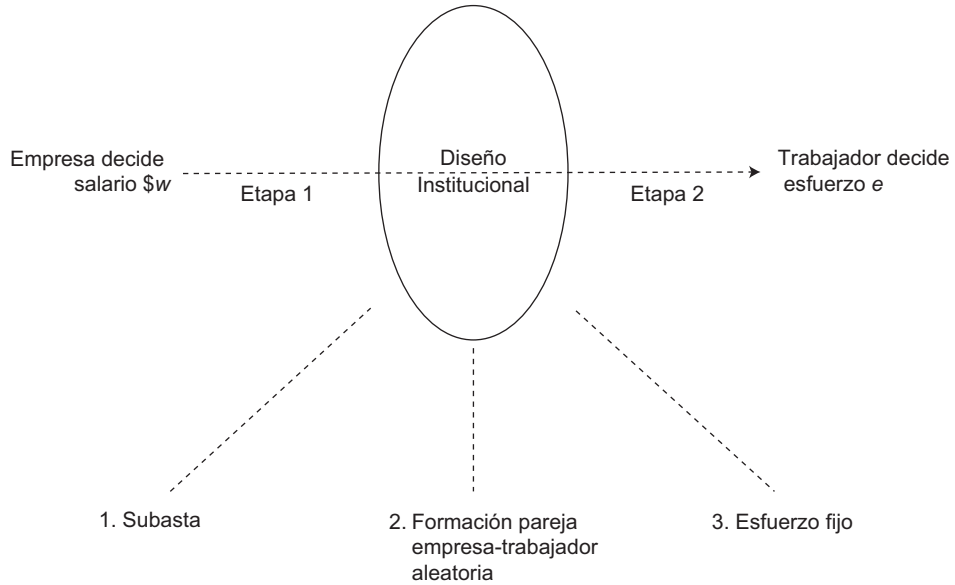 Empresa decide
salario $w
Etapa 1
Diseño
Institucional
Etapa 2
Trabajador decide
esfuerzo e
1. Subasta
2. Formación pareja
empresa-trabajador
aleatoria
3. Esfuerzo fijo